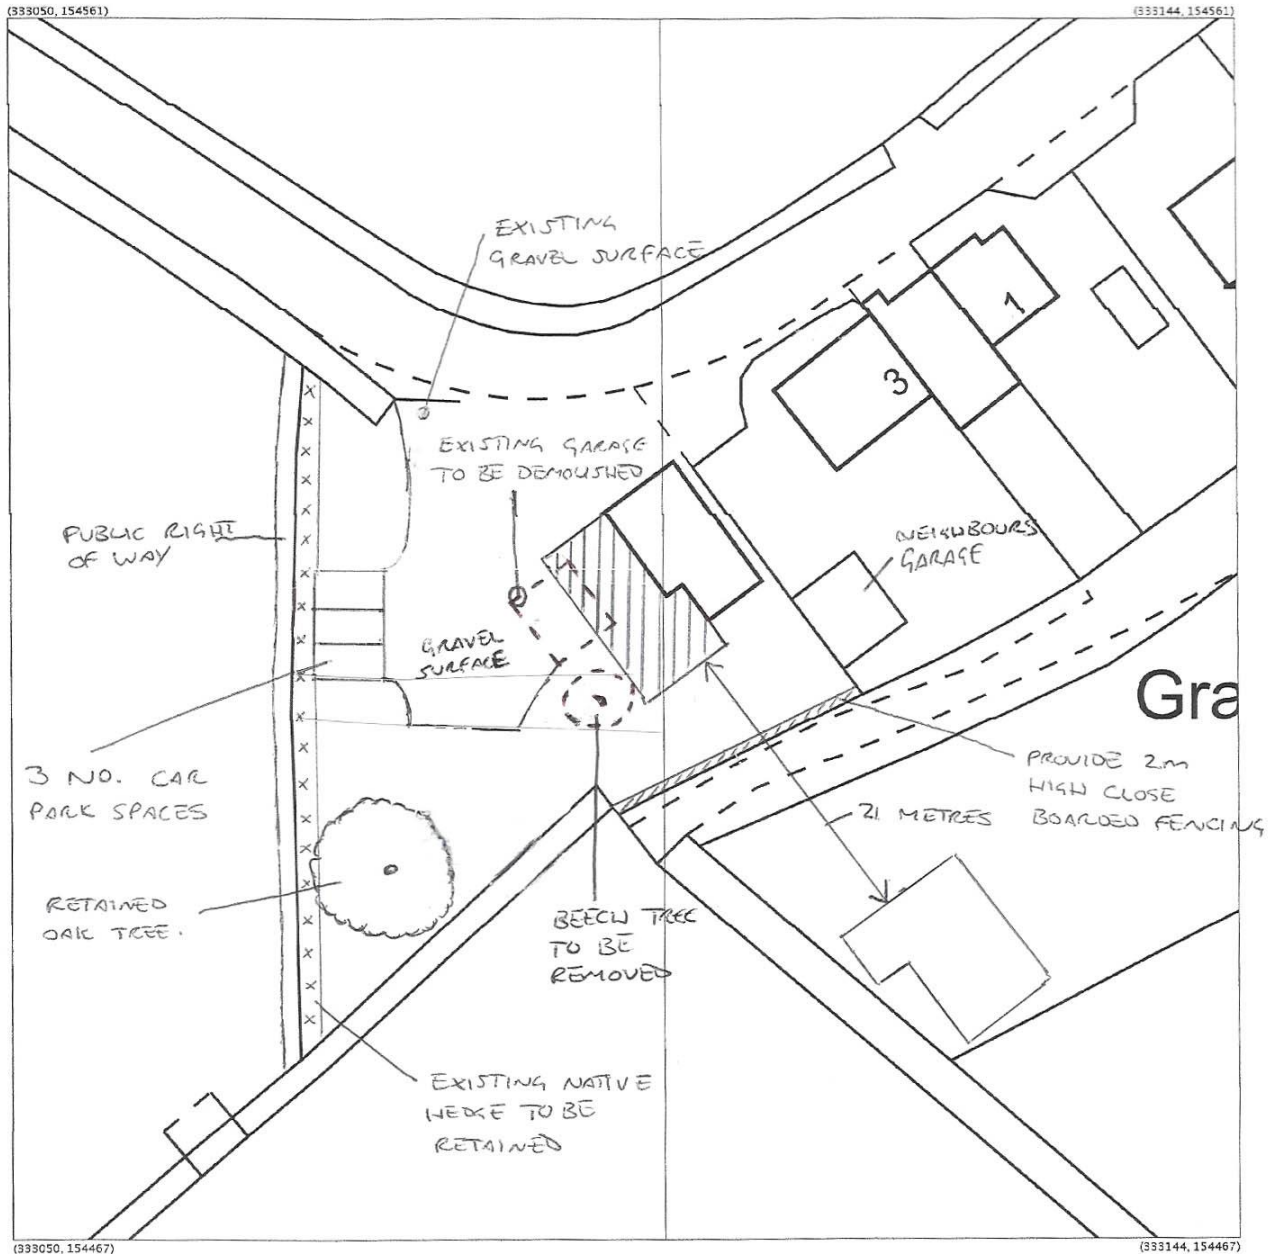 (333050, 154561)
(333144, 154561)
EXISTING
GRAVEL SURFACE
1
3
EXISTING GARAGE
TO BE DEMOLISHED
PUBLIC RIGHT
OF WAY
NEIGHBOURS
GARAGE
GRAVEL
SURFACE
Gra
3 NO. CAR
PARK SPACES
PROVIDE 2M
HIGH CLOSE
BOARDED FENCING
21 METRES
RETAINED
OAK TREE.
BEECH TREE
TO BE
REMOVED
EXISTING NATIVE
HEDGE TO BE
RETAINED
(333050, 154467)
(333144, 154467)